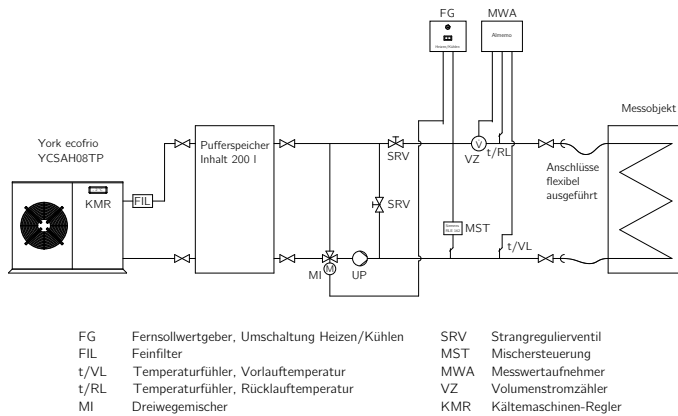 FG
MWA
Heizen/Kühlen
Almemo
Messobjekt
York ecofrio
YCSAH08TP
Pufferspeicher
Inhalt 200 l
SRV
VZ
V
t/RL
Anschlüsse
flexibel
ausgeführt
KMR
FIL
SRV
MST
t/VL
MI
M
UP
FG Fernsollwertgeber, Umschaltung Heizen/Kühlen
FIL Feinfilter
t/VL Temperaturfühler, Vorlauftemperatur
t/RL Temperaturfühler, Rücklauftemperatur
MI Dreiwegemischer
SRV Strangregulierventil
MST Mischersteuerung
MWA Messwertaufnehmer
VZ Volumenstromzähler
KMR Kältemaschinen-Regler